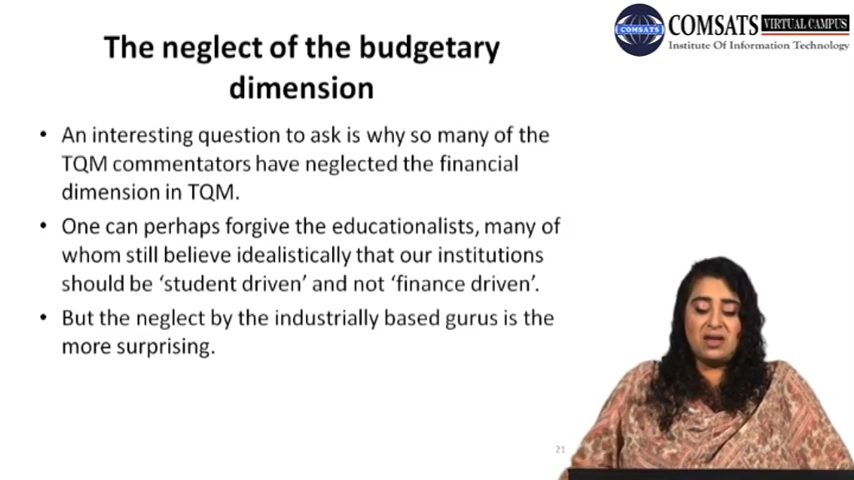 COMSATS VIRTUAL CAMPUS
COMSATS
Institute Of Information Technology
The neglect of the budgetary
dimension
• An interesting question to ask is why so many of the
TQM commentators have neglected the financial
dimension in TQM.
• One can perhaps forgive the educationalists, many of
whom still believe idealistically that our institutions
should be ‘student driven’ and not ‘finance driven’.
• But the neglect by the industrially based gurus is the
more surprising.
21